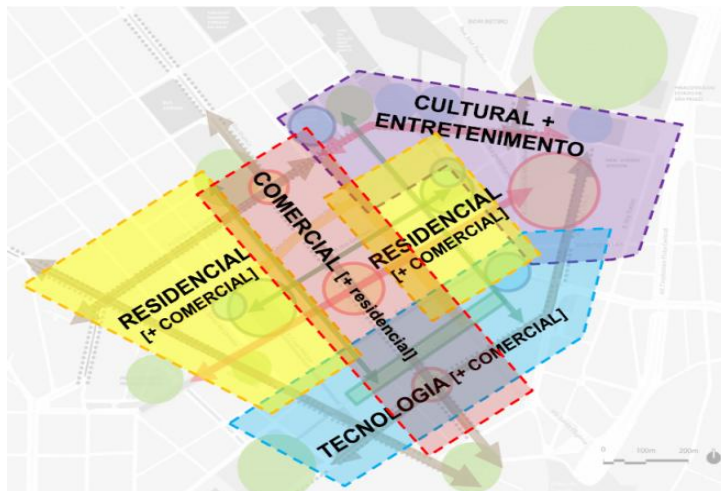 CULTURAL +
ENTRETENIMENTO
COMERCIAL [+ residencial]
RESIDENCIAL
[+ COMERCIAL]
RESIDENCIAL
[+ COMERCIAL]
TECNOLOGIA [+ COMERCIAL]
0 100m 200m